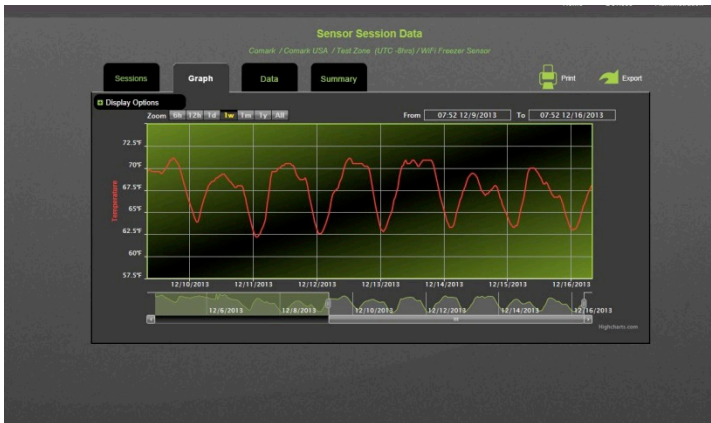 Sensor Session Data
Comark / Comark USA / Test Zone (UTC -8hrs) / WiFi Freezer Sensor
Sessions Graph Data Summary Print Export
Display Options
Zoom 6h 12h 1d 1w 1m 1y All From 07:52 12/9/2013 To 07:52 12/16/2013
72.5°F
70°F
67.5°F
65°F
62.5°F
60°F
57.5°F
Temperature
12/10/2013 12/11/2013 12/12/2013 12/13/2013 12/14/2013 12/15/2013 12/16/2013
12/6/2013 12/8/2013 12/10/2013 12/12/2013 12/14/2013 12/16/2013
Highcharts.com